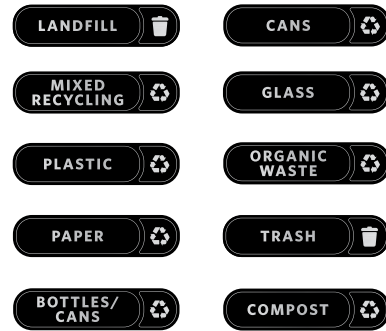 LANDFILL
CANS
MIXED
RECYCLING
GLASS
PLASTIC
ORGANIC
WASTE
PAPER
TRASH
BOTTLES/
CANS
COMPOST